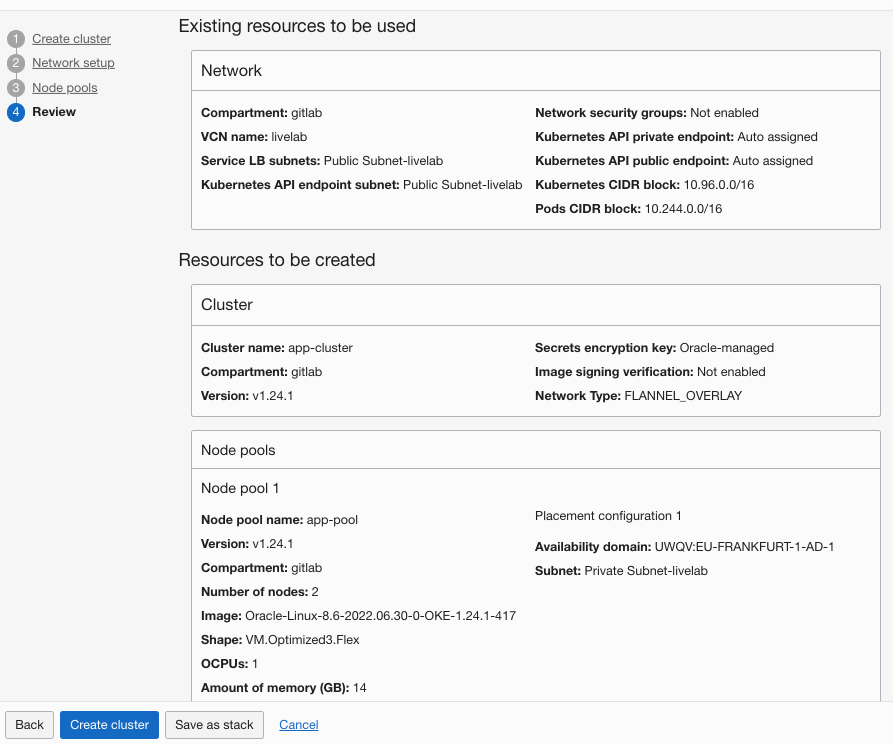 1 Create cluster
2 Network setup
3 Node pools
4 Review
Existing resources to be used
Network
Compartment: gitlab
VCN name: livelab
Service LB subnets: Public Subnet-livelab
Kubernetes API endpoint subnet: Public Subnet-livelab
Network security groups: Not enabled
Kubernetes API private endpoint: Auto assigned
Kubernetes API public endpoint: Auto assigned
Kubernetes CIDR block: 10.96.0.0/16
Pods CIDR block: 10.244.0.0/16
Resources to be created
Cluster
Cluster name: app-cluster
Compartment: gitlab
Version: v1.24.1
Secrets encryption key: Oracle-managed
Image signing verification: Not enabled
Network Type: FLANNEL_OVERLAY
Node pools
Node pool 1
Node pool name: app-pool
Version: v1.24.1
Compartment: gitlab
Number of nodes: 2
Image: Oracle-Linux-8.6-2022.06.30-0-OKE-1.24.1-417
Shape: VM.Optimized3.Flex
OCPUs: 1
Amount of memory (GB): 14
Placement configuration 1
Availability domain: UWQV:EU-FRANKFURT-1-AD-1
Subnet: Private Subnet-livelab
Back
Create cluster
Save as stack
Cancel